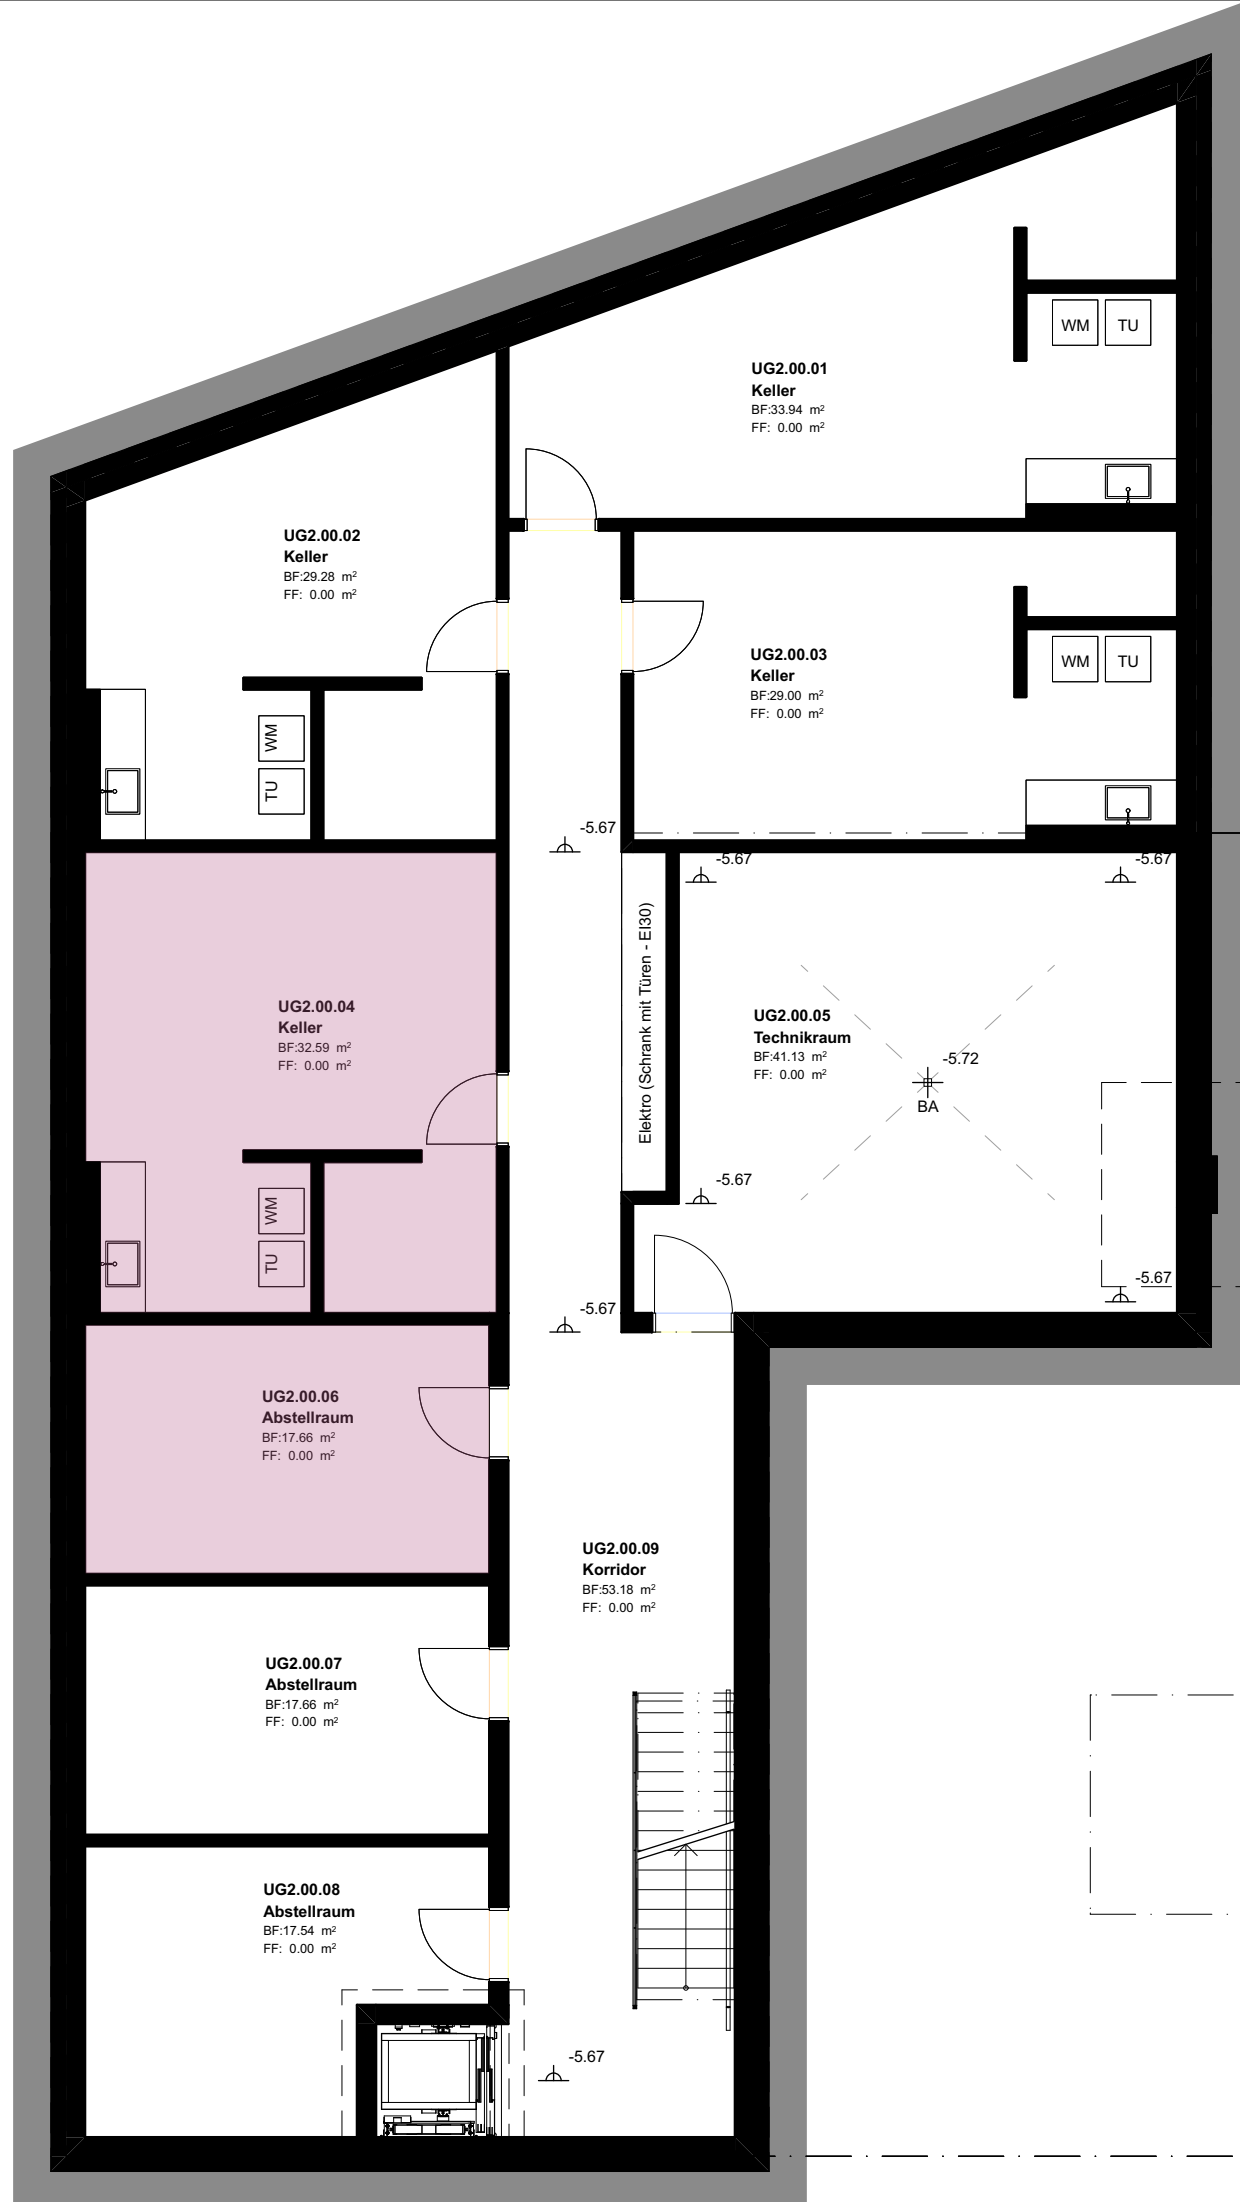 WM TU
UG2.00.01
Keller
BF:33.94 m²
FF: 0.00 m²
UG2.00.02
Keller
BF:29.28 m²
FF: 0.00 m²
UG2.00.03
Keller
BF:29.00 m²
FF: 0.00 m²
WM TU
WM
TU
-5.67
-5.67
-5.67
Elektro (Schrank mit Türen - EI30)
UG2.00.04
Keller
BF:32.59 m²
FF: 0.00 m²
UG2.00.05
Technikraum
BF:41.13 m²
FF: 0.00 m²
-5.72
BA
-5.67
WM
TU
-5.67
-5.67
UG2.00.06
Abstellraum
BF:17.66 m²
FF: 0.00 m²
UG2.00.09
Korridor
BF:53.18 m²
FF: 0.00 m²
UG2.00.07
Abstellraum
BF:17.66 m²
FF: 0.00 m²
UG2.00.08
Abstellraum
BF:17.54 m²
FF: 0.00 m²
-5.67